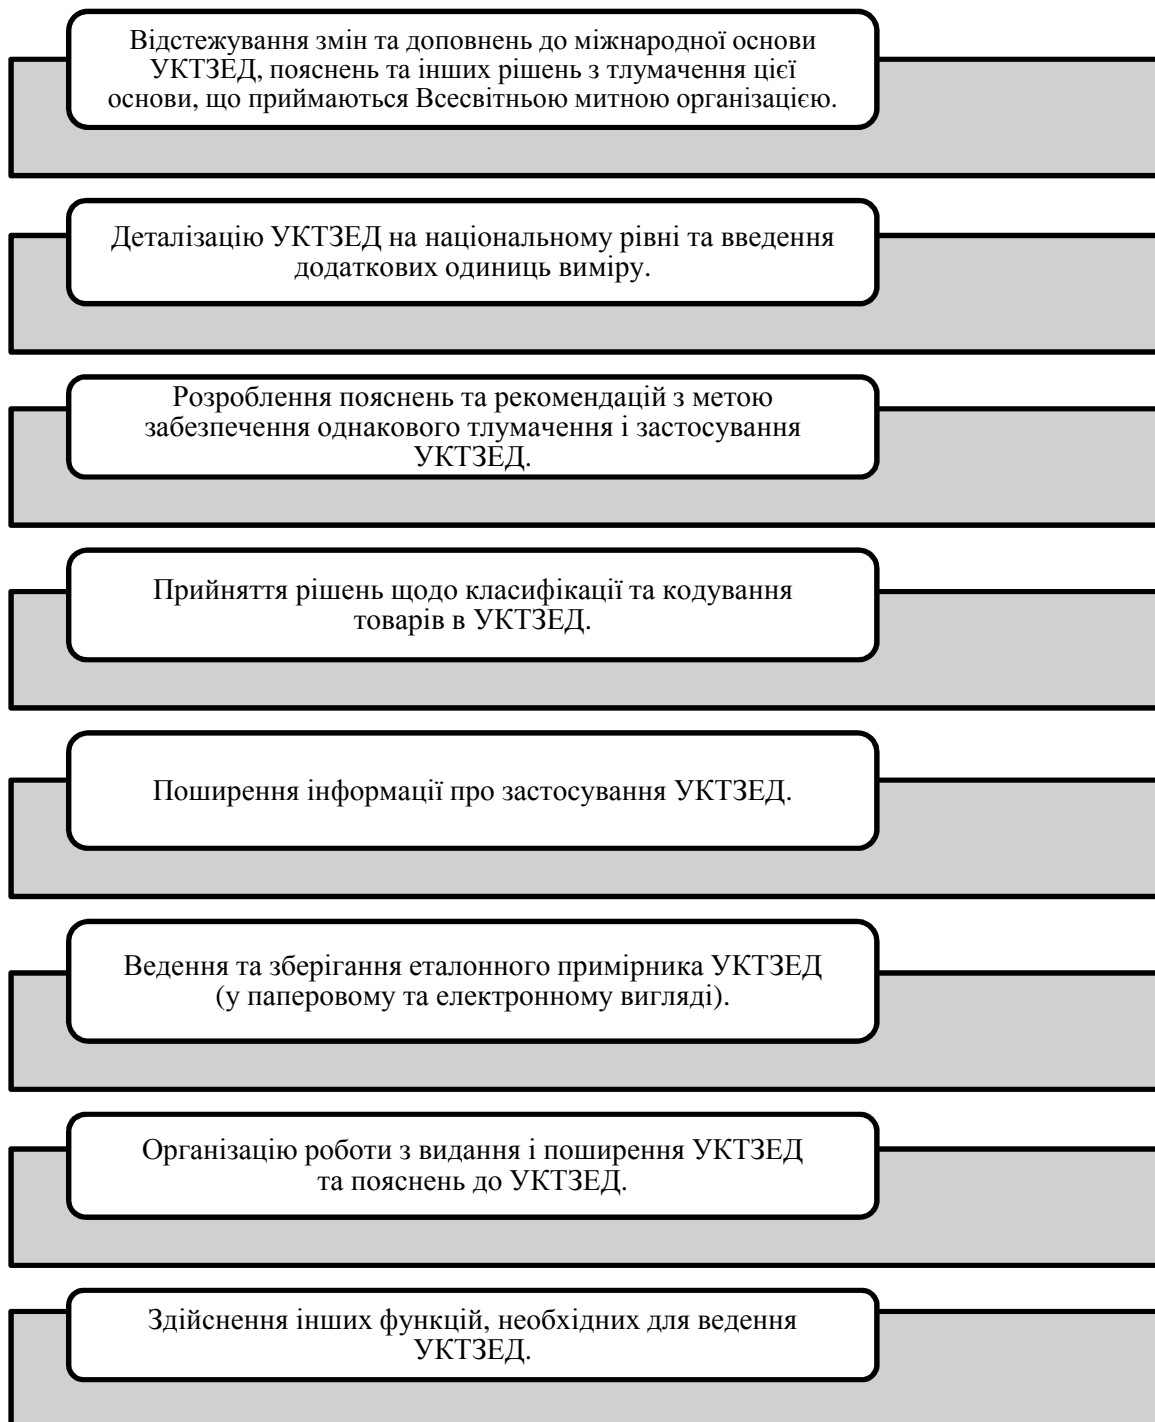 Відстежування змін та доповнень до міжнародної основи
УКТЗЕД, пояснень та інших рішень з тлумачення цієї
основи, що приймаються Всесвітньою митною організацією.
Деталізацію УКТЗЕД на національному рівні та введення
додаткових одиниць виміру.
Розроблення пояснень та рекомендацій з метою
забезпечення однакового тлумачення і застосування
УКТЗЕД.
Прийняття рішень щодо класифікації та кодування
товарів в УКТЗЕД.
Поширення інформації про застосування УКТЗЕД.
Ведення та зберігання еталонного примірника УКТЗЕД
(у паперовому та електронному вигляді).
Організацію роботи з видання і поширення УКТЗЕД
та пояснень до УКТЗЕД.
Здійснення інших функцій, необхідних для ведення
УКТЗЕД.